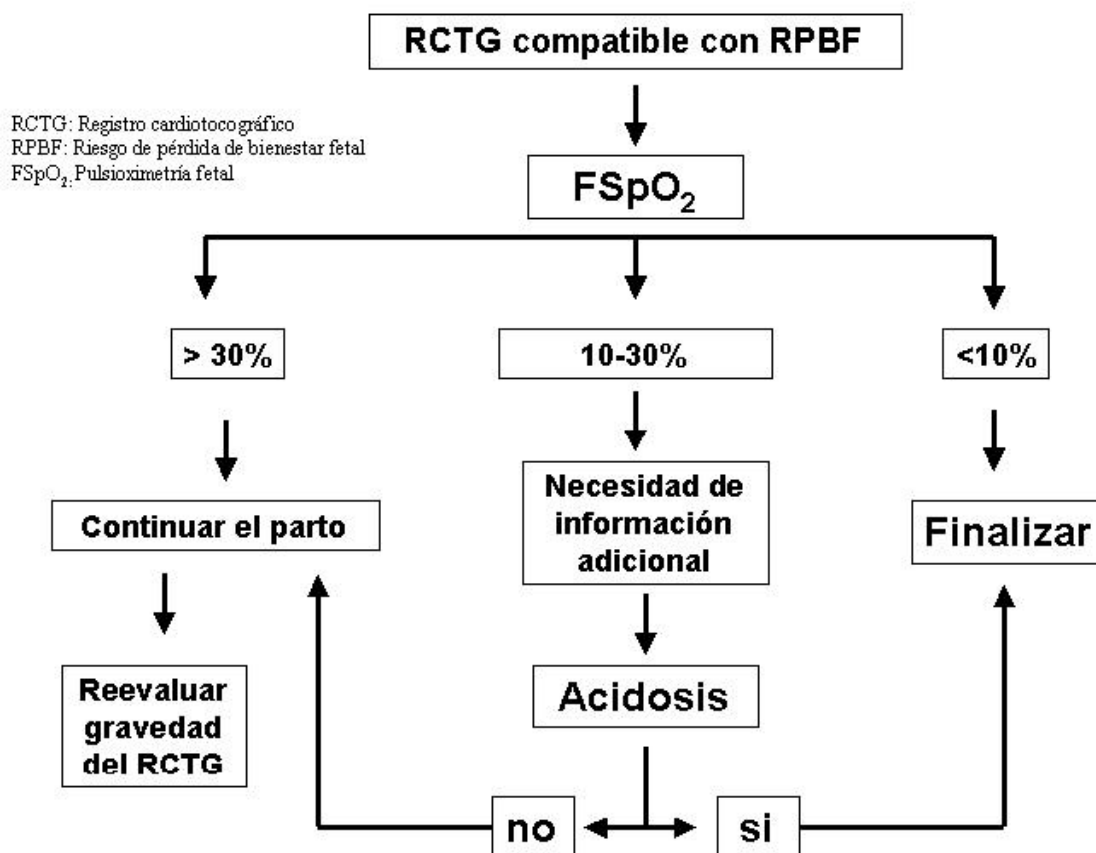 RCTG compatible con RPBF
RCTG: Registro cardiotocográfico
RPBF: Riesgo de pérdida de bienestar fetal
FSpO₂: Pulsioximetría fetal
FSpO₂
> 30%
10-30%
<10%
Continuar el parto
Necesidad de
información
adicional
Finalizar
Reevaluar
gravedad
del RCTG
Acidosis
no
si